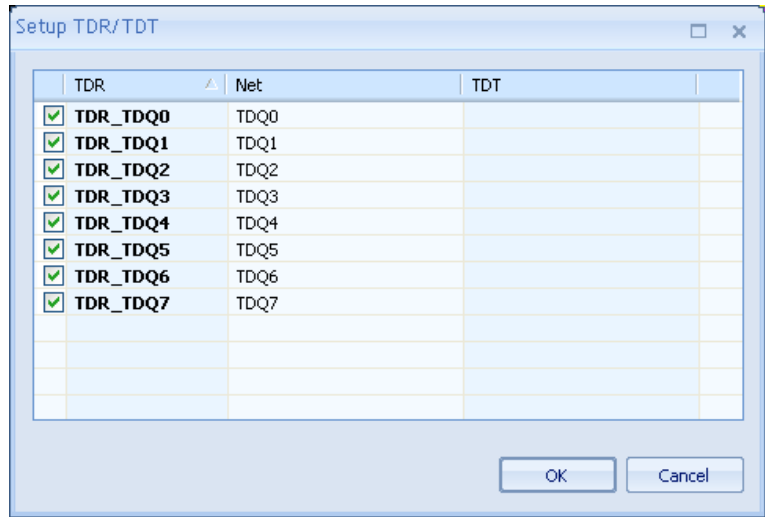 Setup TDR/TDT
TDR Net TDT
TDR_TDQ0 TDQ0
TDR_TDQ1 TDQ1
TDR_TDQ2 TDQ2
TDR_TDQ3 TDQ3
TDR_TDQ4 TDQ4
TDR_TDQ5 TDQ5
TDR_TDQ6 TDQ6
TDR_TDQ7 TDQ7
OK Cancel